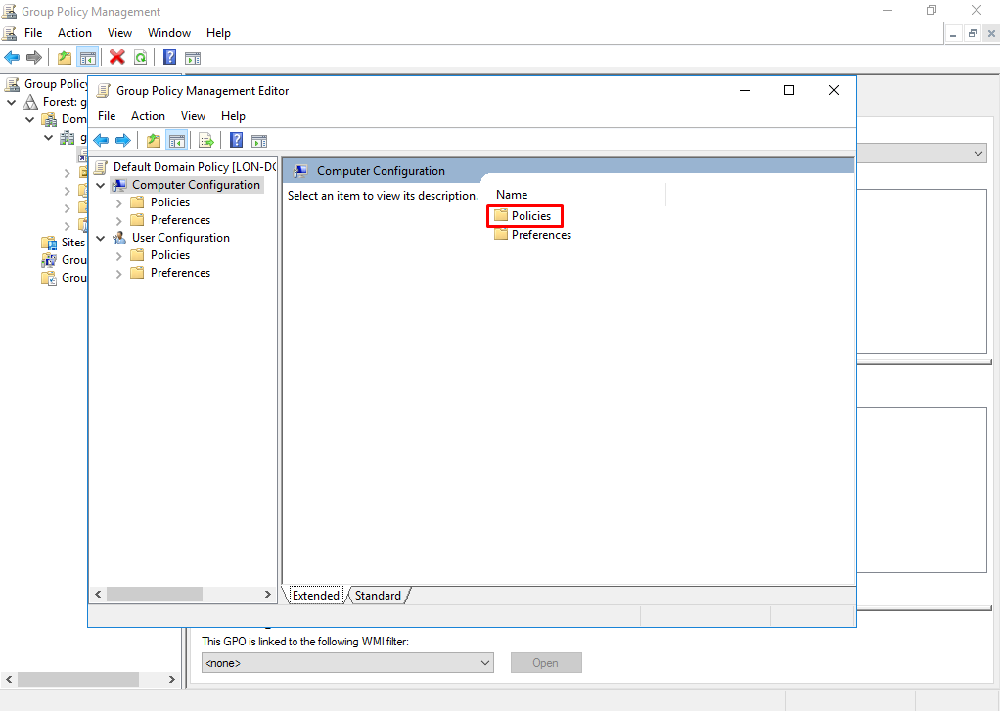 Group Policy Management
File Action View Window Help
Group Policy
Forest: g
Dom
g
Sites
Grou
Grou
Group Policy Management Editor
File Action View Help
Default Domain Policy [LON-DC
Computer Configuration
Policies
Preferences
User Configuration
Policies
Preferences
Computer Configuration
Select an item to view its description.
Name
Policies
Preferences
Extended Standard
This GPO is linked to the following WMI filter:
<none> Open